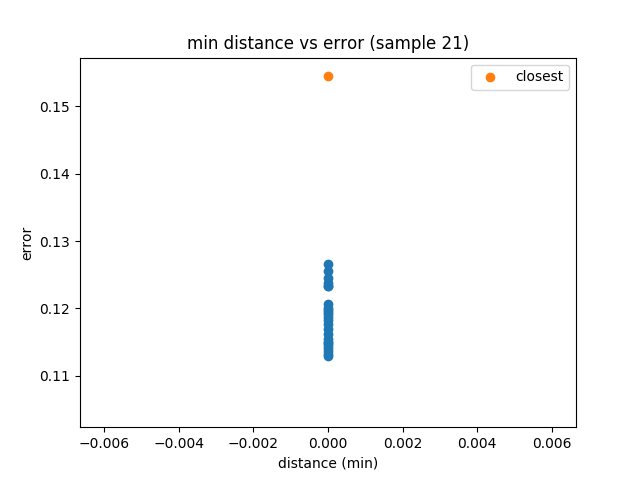 min distance vs error (sample 21)
closest
0.15
0.14
0.13
0.12
0.11
error
−0.006 −0.004 −0.002 0.000 0.002 0.004 0.006
distance (min)